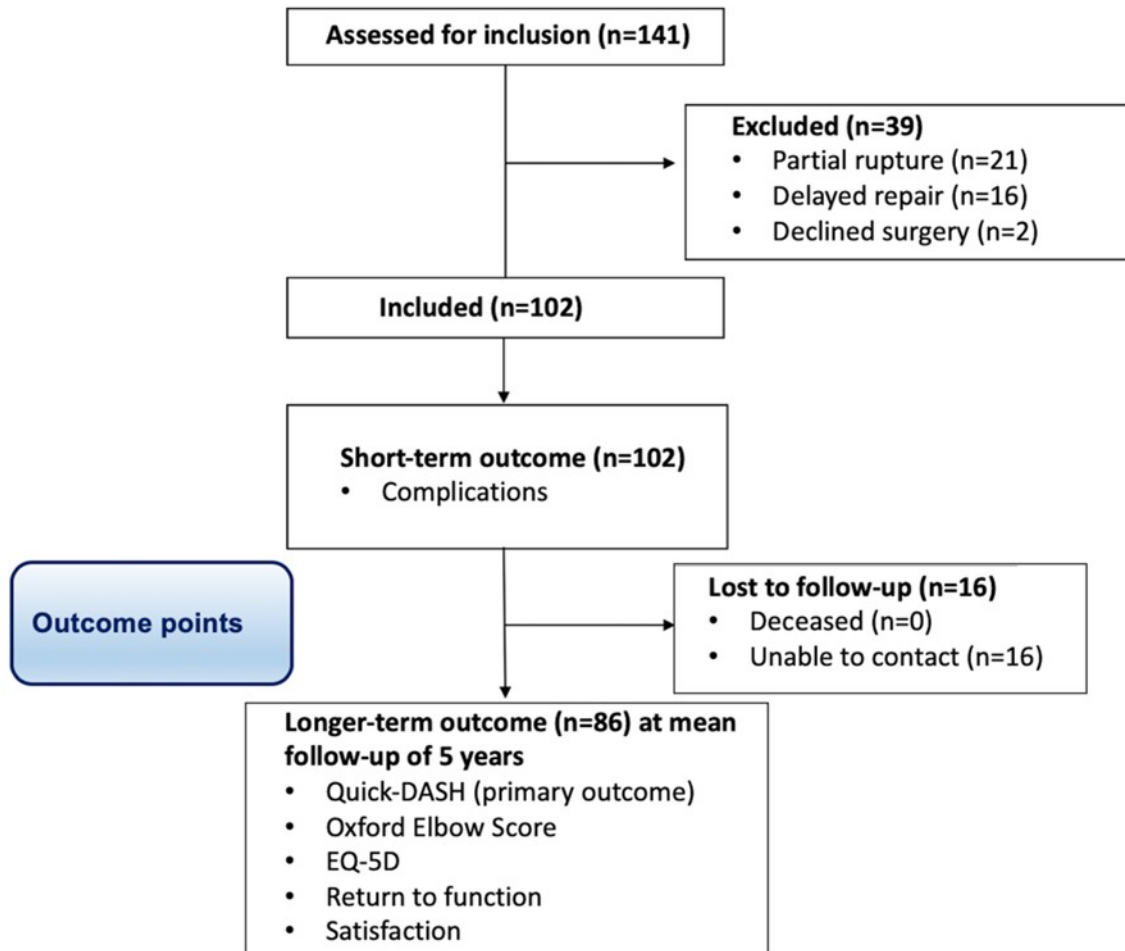 Assessed for inclusion (n=141)
Excluded (n=39)
• Partial rupture (n=21)
• Delayed repair (n=16)
• Declined surgery (n=2)
Included (n=102)
Short-term outcome (n=102)
• Complications
Outcome points
Lost to follow-up (n=16)
• Deceased (n=0)
• Unable to contact (n=16)
Longer-term outcome (n=86) at mean
follow-up of 5 years
• Quick-DASH (primary outcome)
• Oxford Elbow Score
• EQ-5D
• Return to function
• Satisfaction